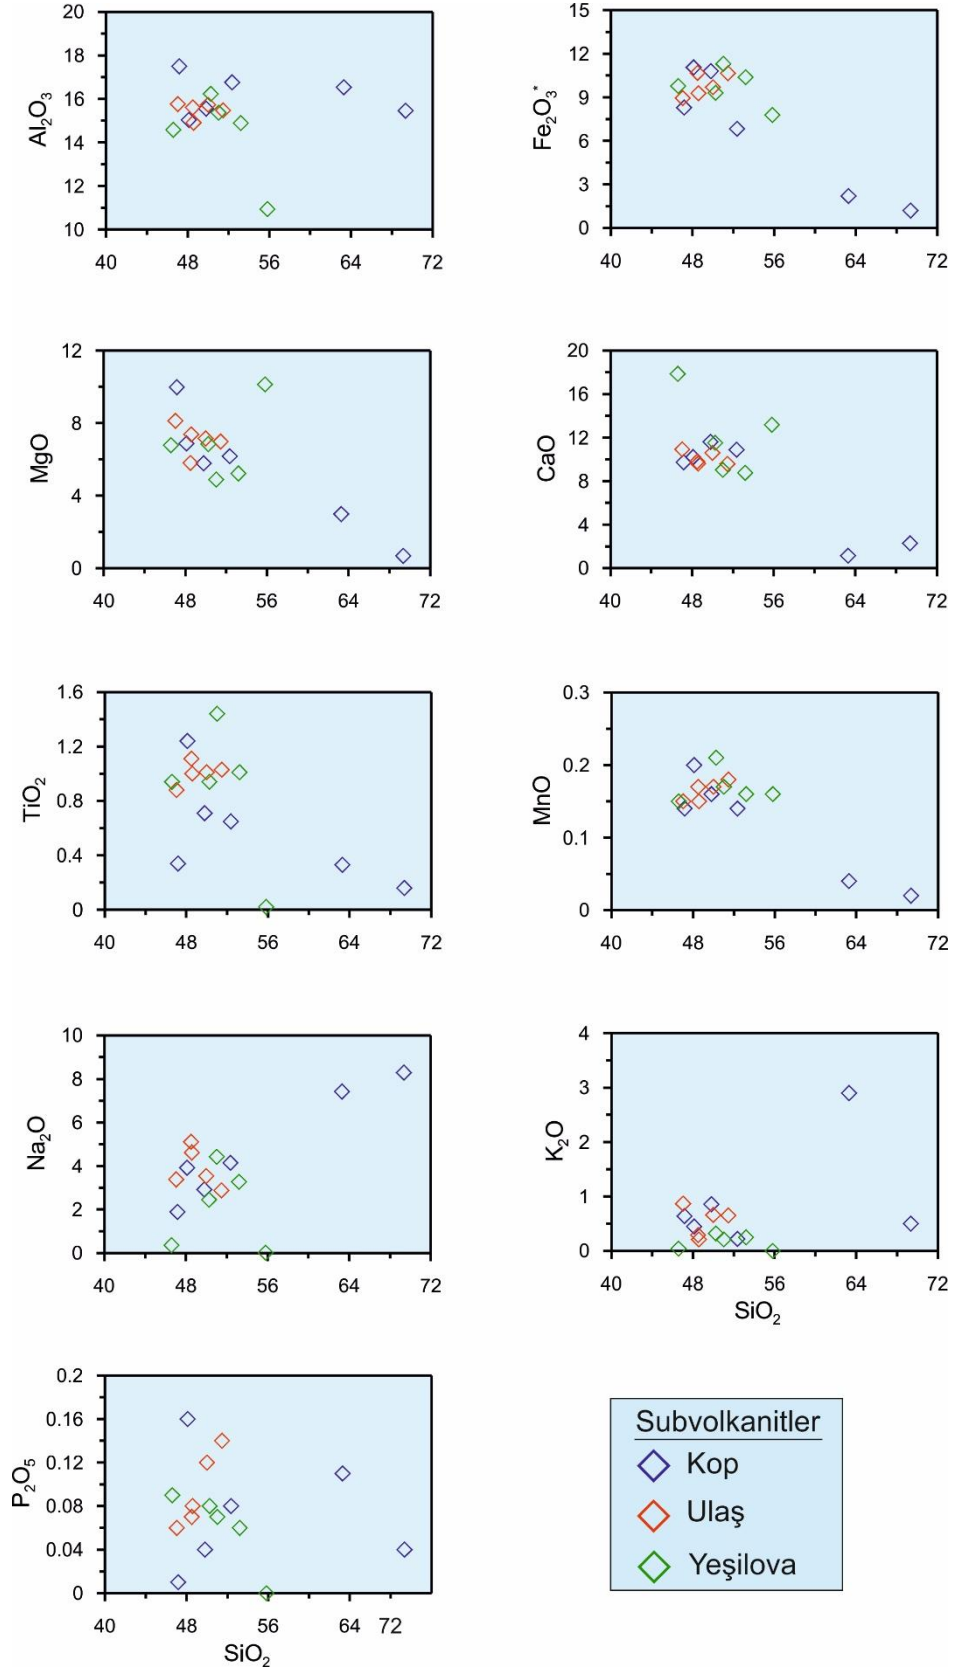 20
18
16
14
12
10
Al₂O₃
40 48 56 64 72
15
12
9
6
3
0
Fe₂O₃*
40 48 56 64 72
12
8
4
0
MgO
40 48 56 64 72
20
16
12
8
4
0
CaO
40 48 56 64 72
1.6
1.2
0.8
0.4
0
TiO₂
40 48 56 64 72
0.3
0.2
0.1
0
MnO
40 48 56 64 72
10
8
6
4
2
0
Na₂O
40 48 56 64 72
4
3
2
1
0
K₂O
40 48 56 64 72
SiO₂
0.2
0.16
0.12
0.08
0.04
0
P₂O₅
40 48 56 64 72
SiO₂
Subvolkanitler
Kop
Ulaş
Yeşilova